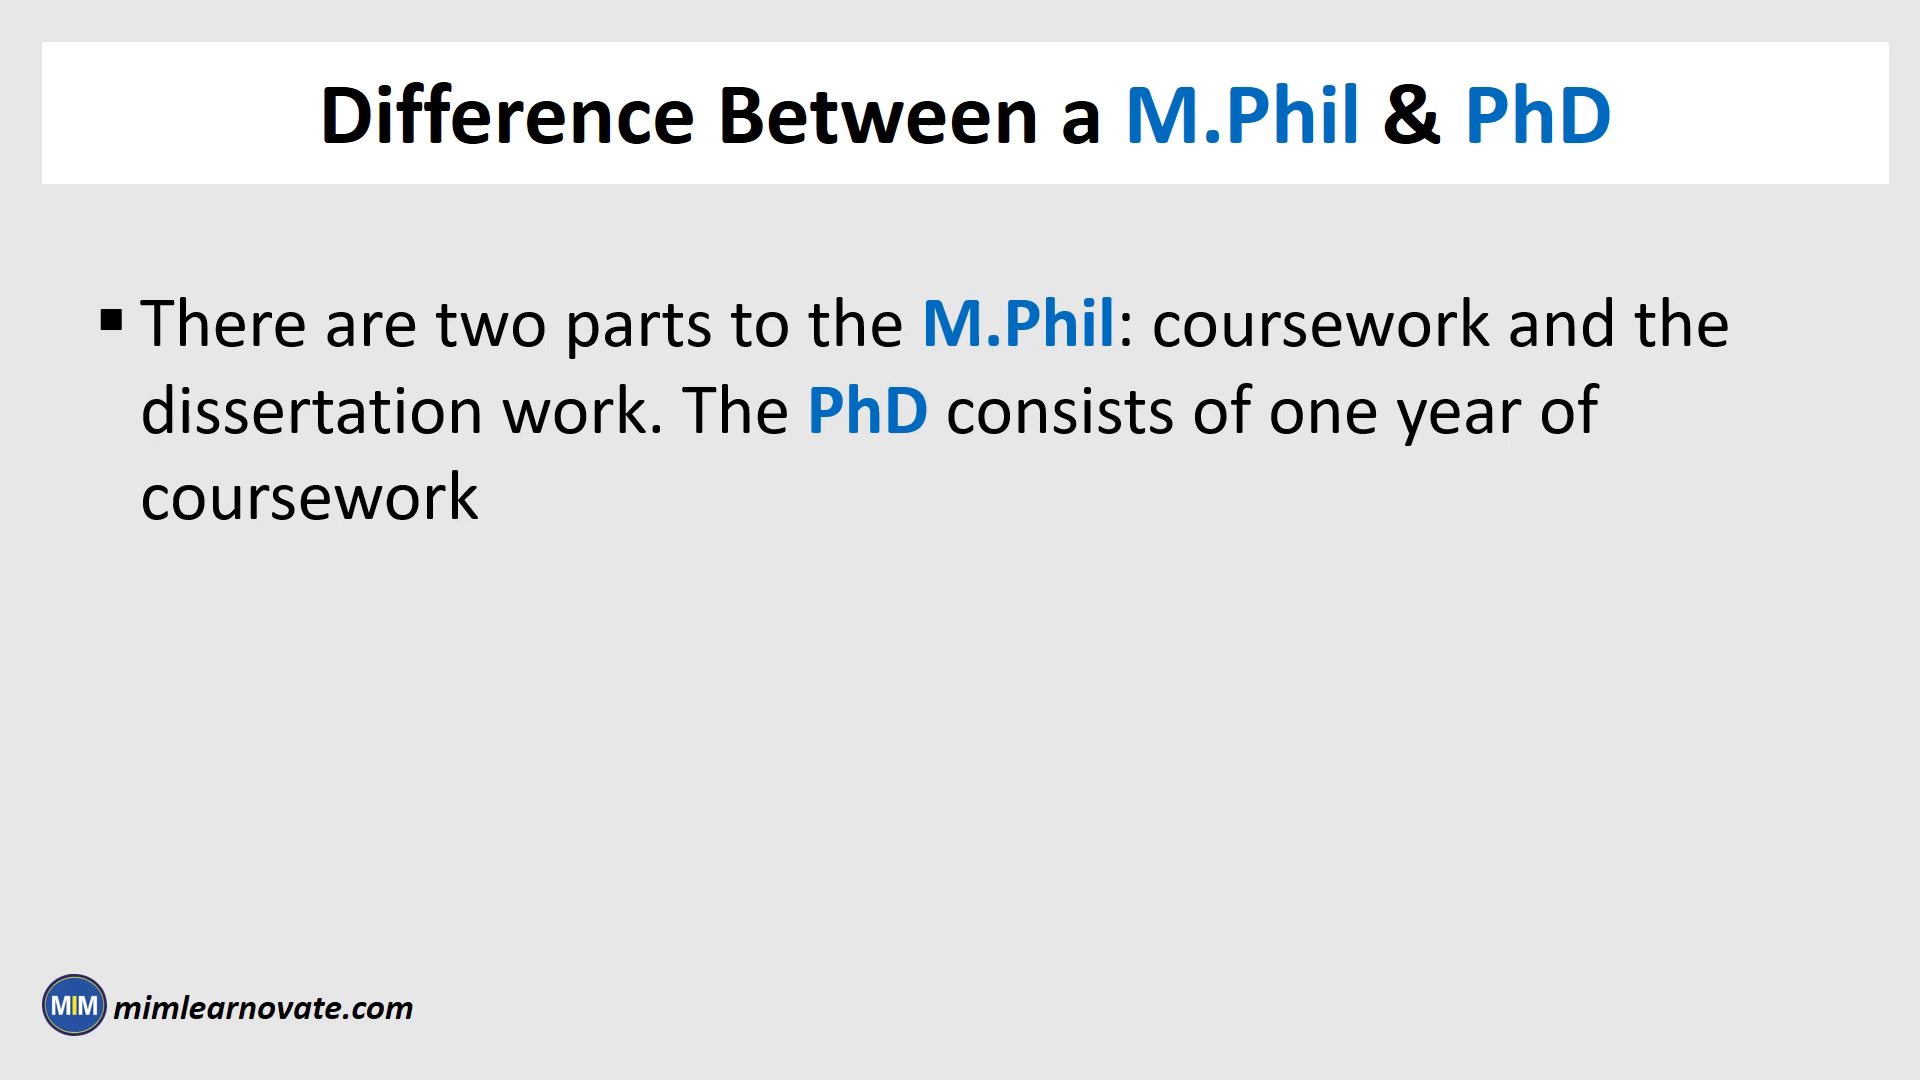 Difference Between a M.Phil & PhD
▪ There are two parts to the M.Phil: coursework and the
dissertation work. The PhD consists of one year of
coursework
MIM mimlearnovate.com